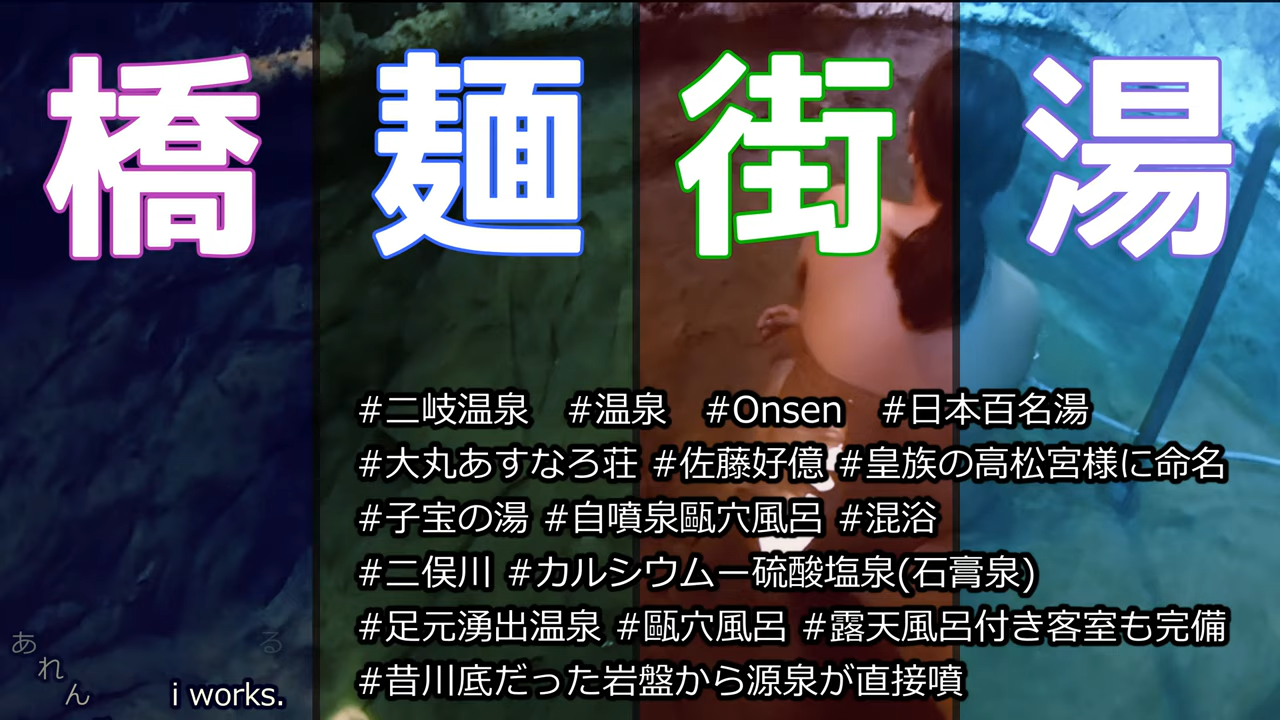 橋 麺 街 湯
#二岐温泉 #温泉 #Onsen #日本百名湯
#大丸あすなろ荘 #佐藤好億 #皇族の高松宮様に命名
#子宝の湯 #自噴泉甌穴風呂 #混浴
#二俣川 #カルシウムー硫酸塩泉(石膏泉)
#足元湧出温泉 #甌穴風呂 #露天風呂付き客室も完備
#昔川底だった岩盤から源泉が直接噴
あ
れ
ん
る
i works.